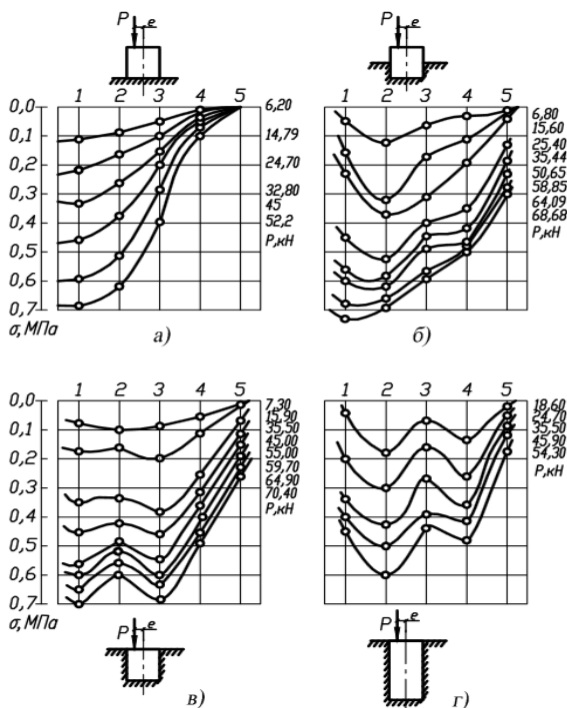 P e
P e
1 2 3 4 5
1 2 3 4 5
0,0
0,1
0,2
0,3
0,4
0,5
0,6
0,7
σ, МПа
6,20
14,79
24,70
32,80
45
52,2
P,кН
6,80
15,60
25,40
35,44
50,65
58,85
64,09
68,68
P,кН
а)
б)
1 2 3 4 5
1 2 3 4 5
0,0
0,1
0,2
0,3
0,4
0,5
0,6
0,7
σ, МПа
7,30
15,90
35,50
45,00
55,00
59,70
64,90
70,40
P,кН
18,60
24,70
35,50
45,90
54,30
P,кН
P e
P e
в)
г)